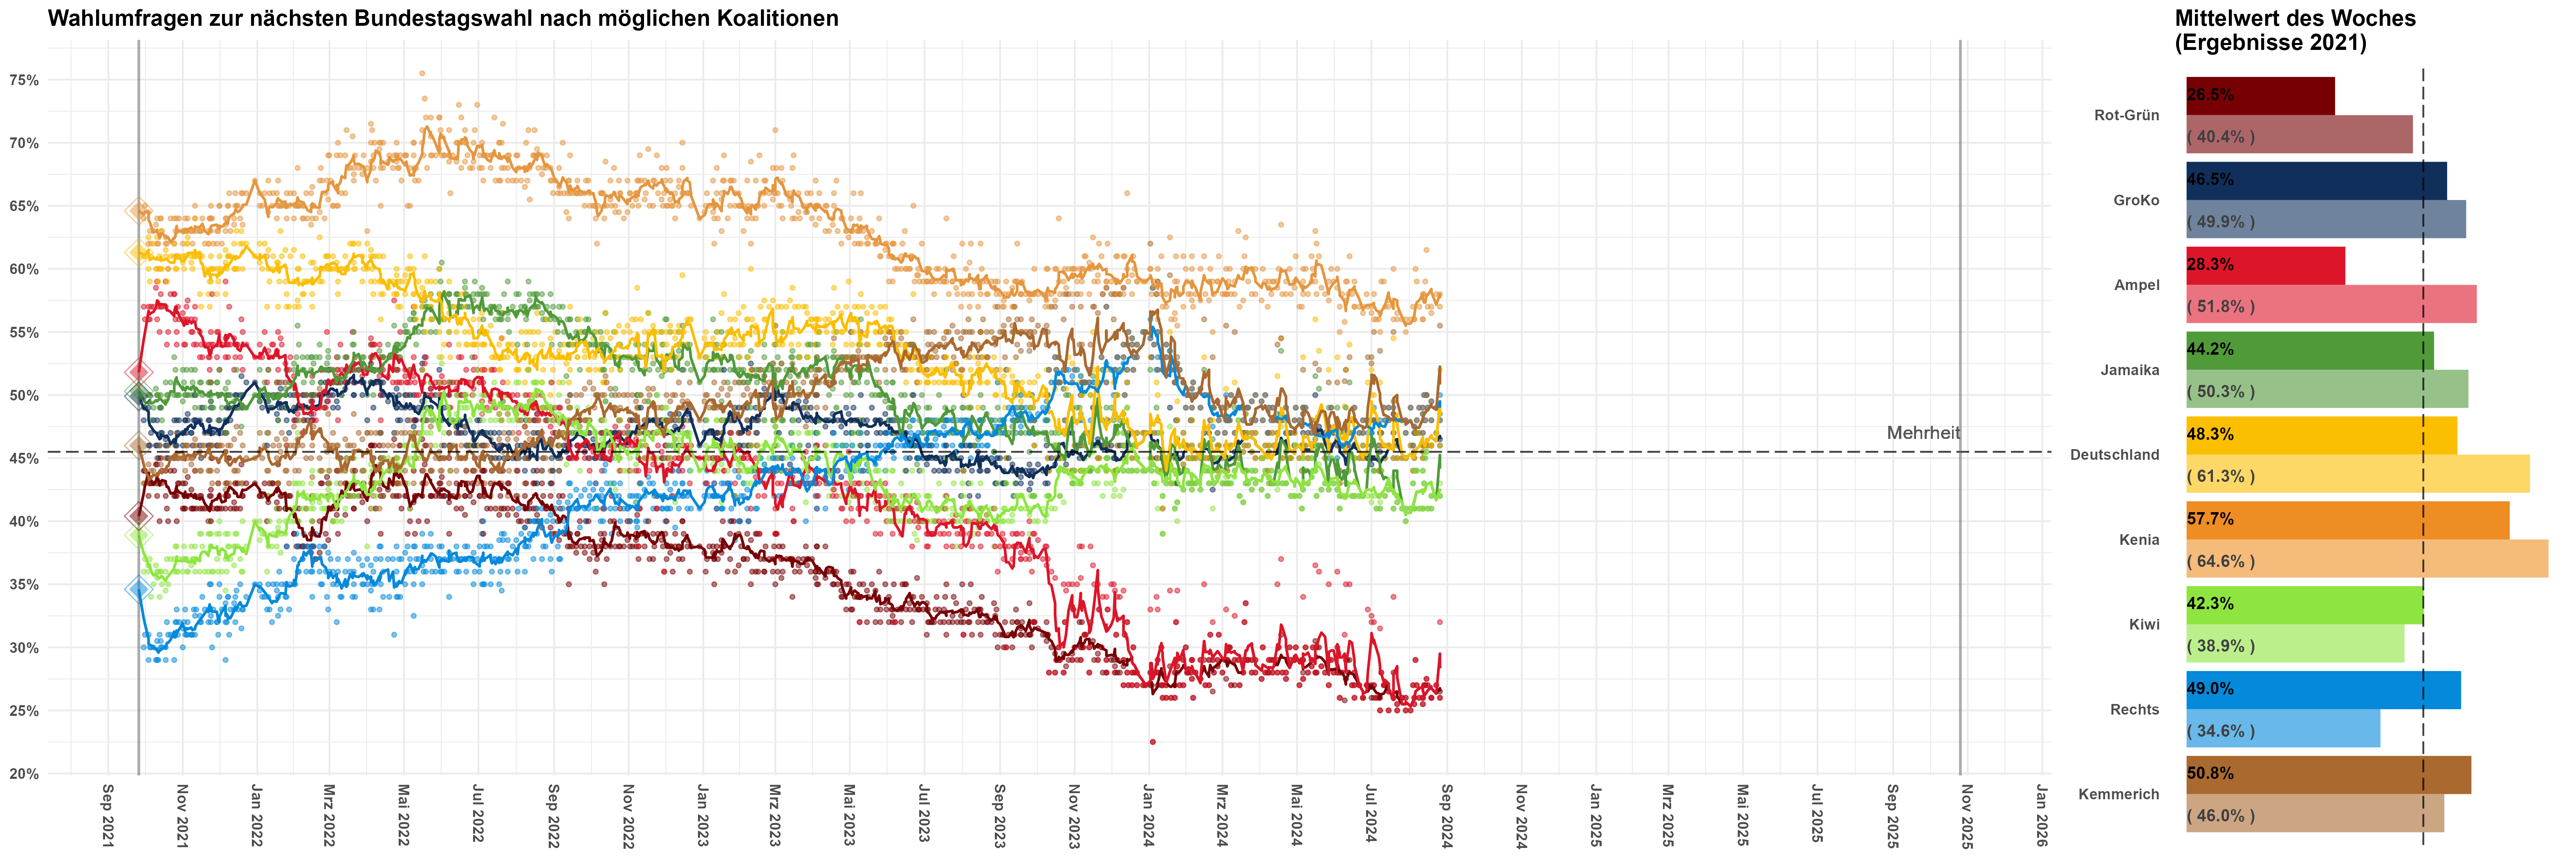 Wahlumfragen zur nächsten Bundestagswahl nach möglichen Koalitionen
75%
70%
65%
60%
55%
50%
45%
40%
35%
30%
25%
20%
Mehrheit
Sep 2021
Nov 2021
Jan 2022
Mrz 2022
Mai 2022
Jul 2022
Sep 2022
Nov 2022
Jan 2023
Mrz 2023
Mai 2023
Jul 2023
Sep 2023
Nov 2023
Jan 2024
Mrz 2024
Mai 2024
Jul 2024
Sep 2024
Nov 2024
Jan 2025
Mrz 2025
Mai 2025
Jul 2025
Sep 2025
Nov 2025
Jan 2026
Mittelwert des Woches
(Ergebnisse 2021)
Rot-Grün
26.5%
( 40.4% )
GroKo
46.5%
( 49.9% )
Ampel
28.3%
( 51.8% )
Jamaika
44.2%
( 50.3% )
Deutschland
48.3%
( 61.3% )
Kenia
57.7%
( 64.6% )
Kiwi
42.3%
( 38.9% )
Rechts
49.0%
( 34.6% )
Kemmerich
50.8%
( 46.0% )